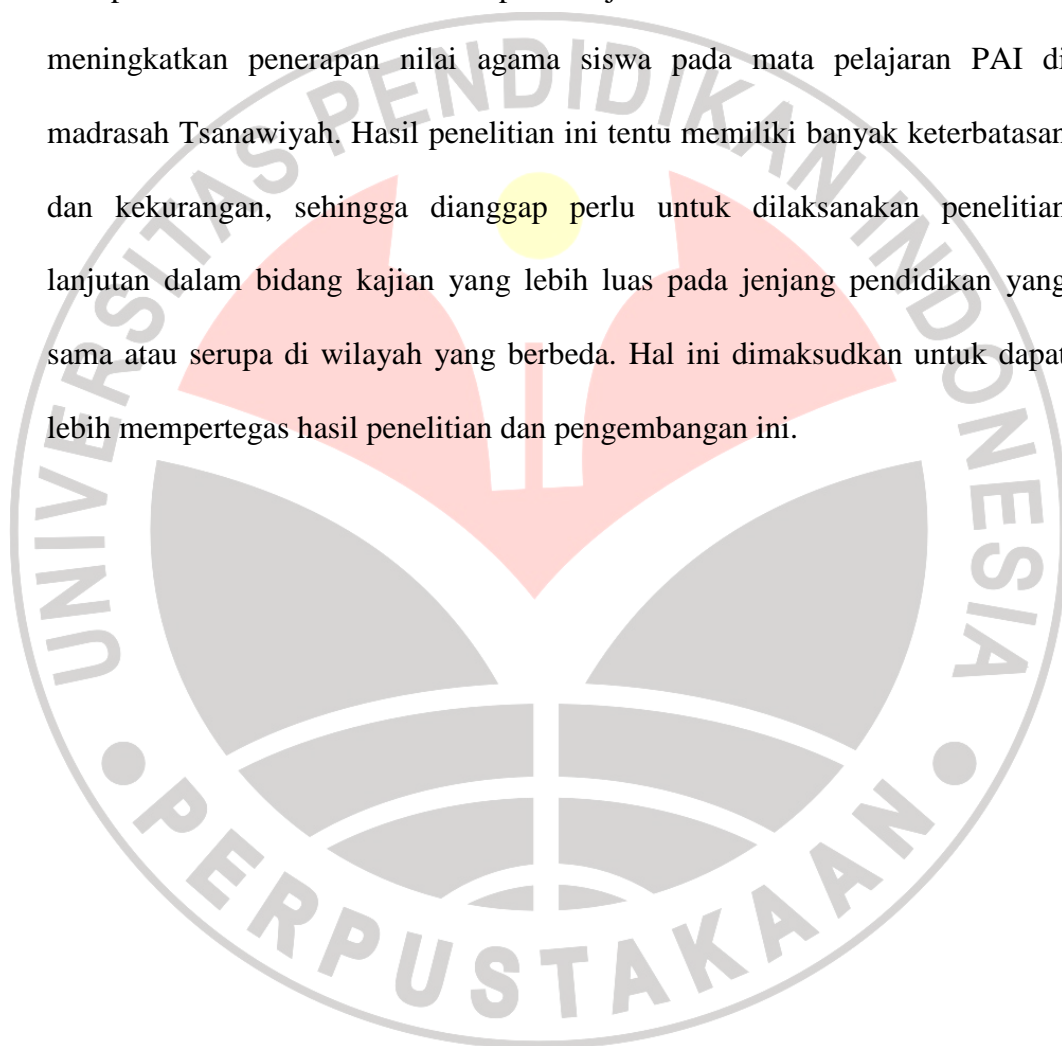 meningkatkan penerapan nilai agama siswa pada mata pelajaran PAI di
madrasah Tsanawiyah. Hasil penelitian ini tentu memiliki banyak keterbatasan
dan kekurangan, sehingga dianggap perlu untuk dilaksanakan penelitian
lanjutan dalam bidang kajian yang lebih luas pada jenjang pendidikan yang
sama atau serupa di wilayah yang berbeda. Hal ini dimaksudkan untuk dapat
lebih mempertegas hasil penelitian dan pengembangan ini.
UNIVERSITAS PENDIDIKAN INDONESIA
PERPUSTAKAAN